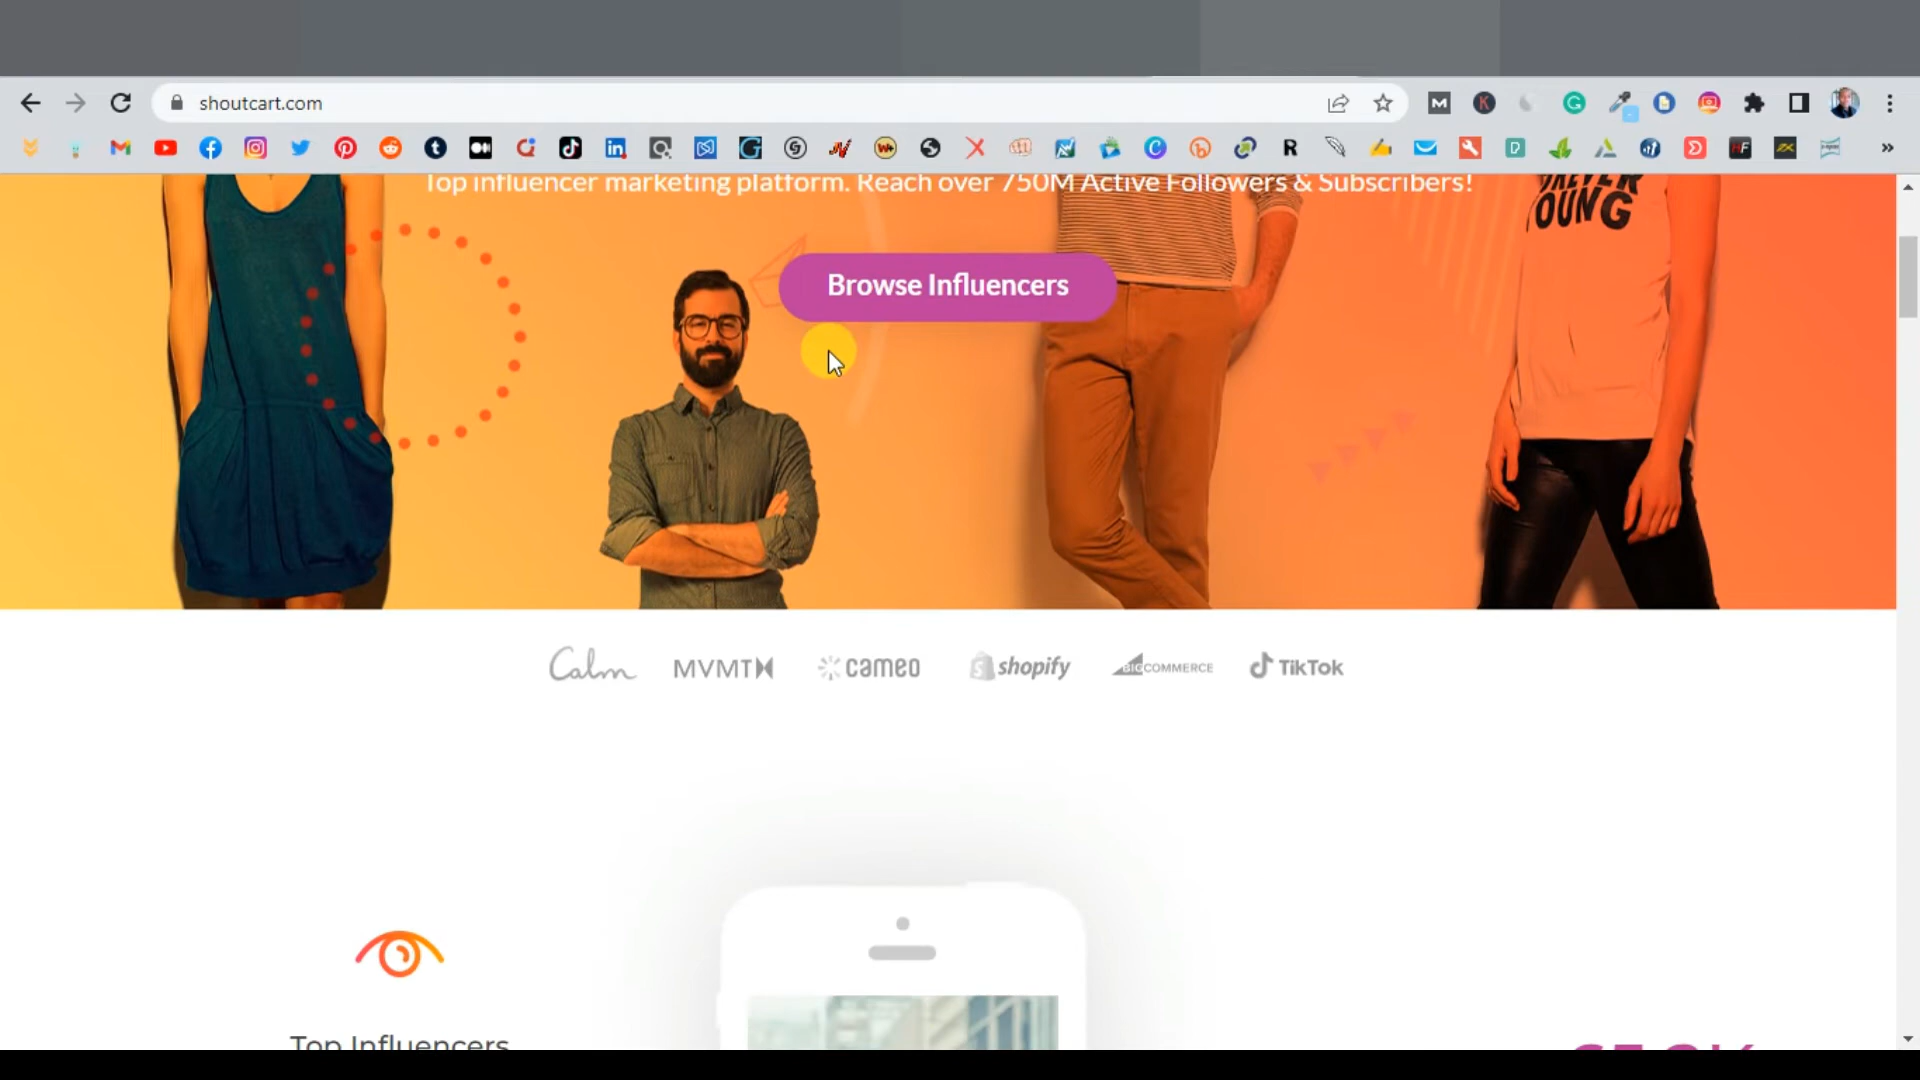 shoutcart.com
Top influencer marketing platform. Reach over 750M Active Followers & Subscribers!
OUNG
Browse Influencers
Calm MVMT cameo shopify BIGCOMMERCE TikTok
Top Influencers